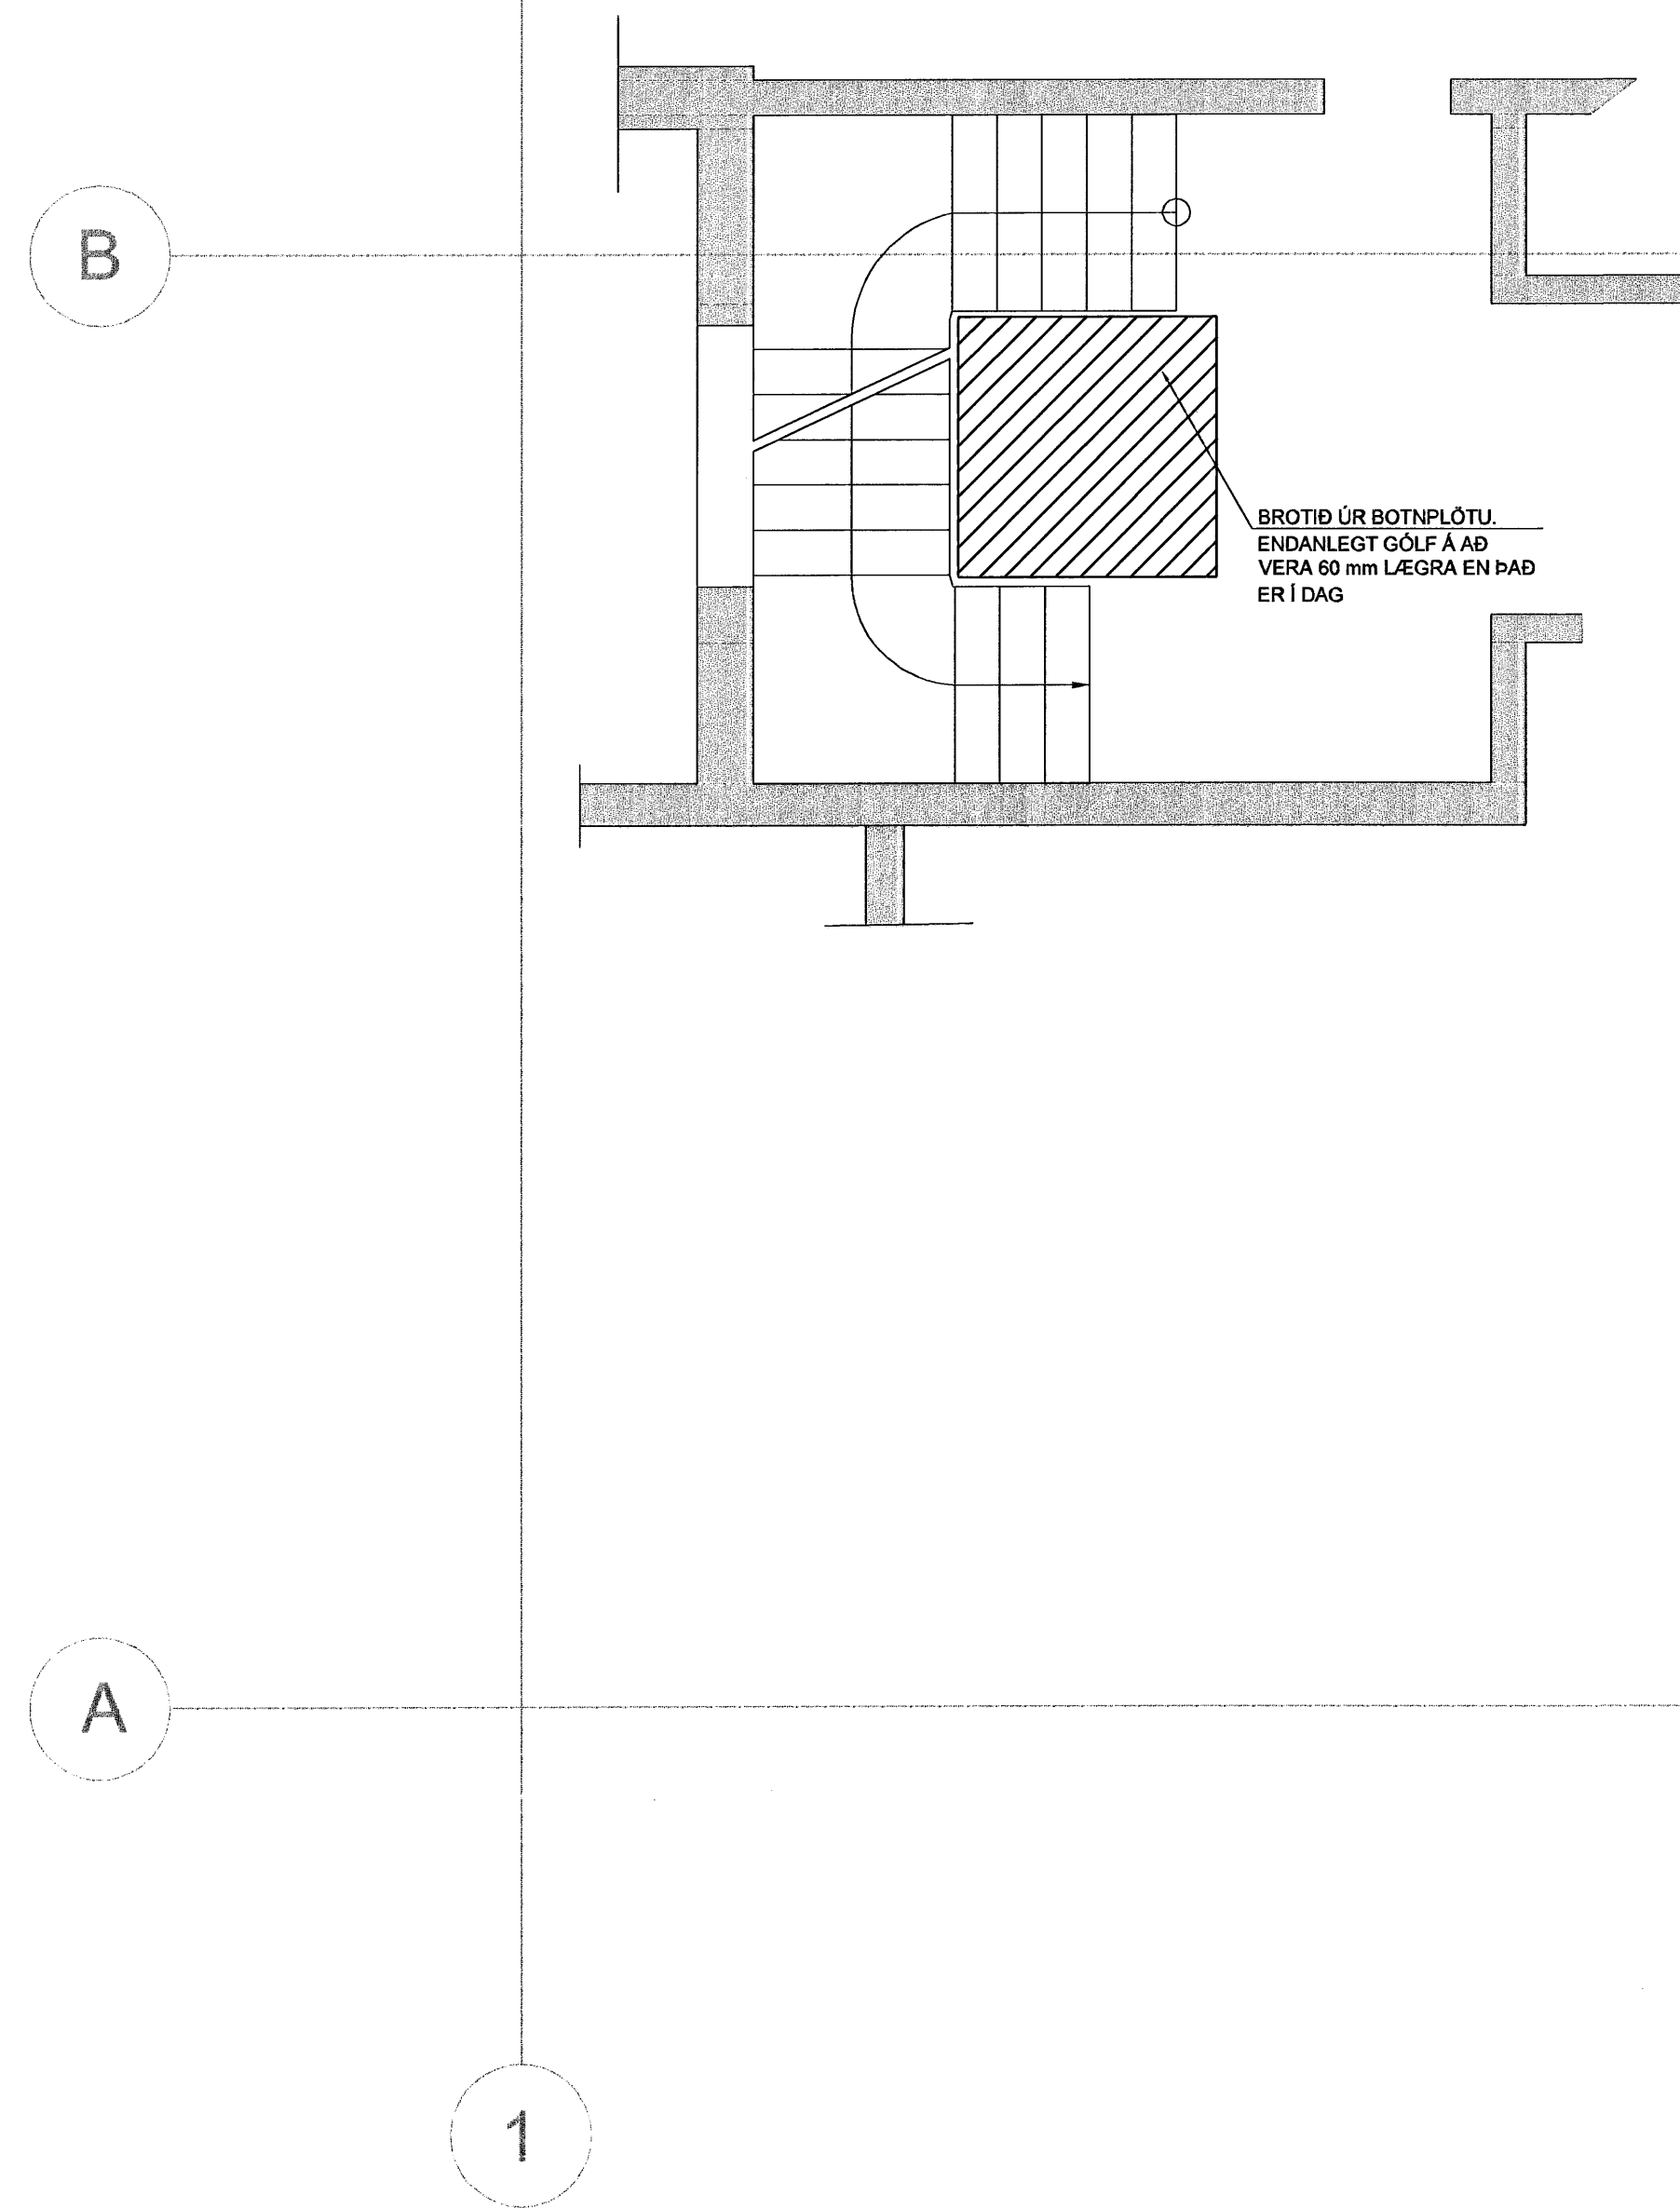 B
BROTIÐ ÚR BOTNPLÖTU.
ENDANLEGT GÓLF Á AÐ
VERA 60 mm LÆGRA EN ÞAÐ
ER Í DAG
A
1